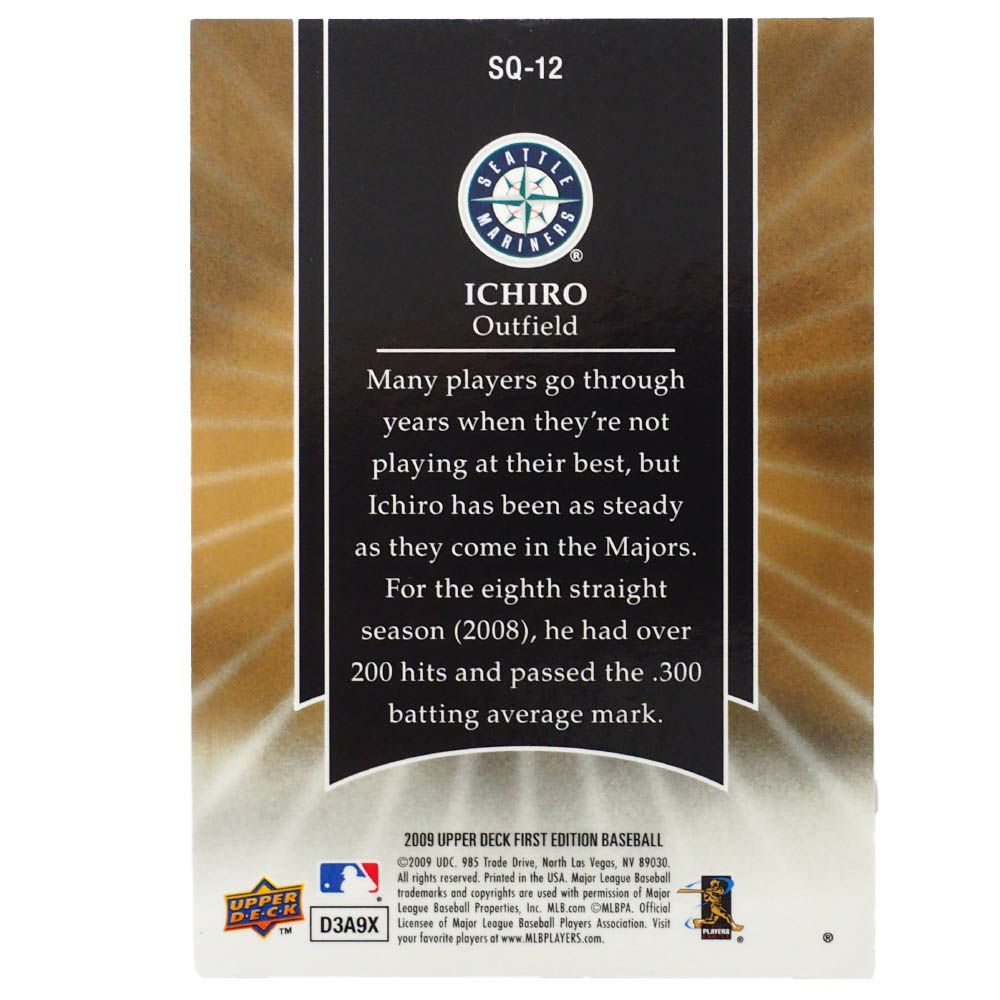 SQ-12
SEATTLE
MARINERS
®
ICHIRO
Outfield
Many players go through
years when they're not
playing at their best, but
Ichiro has been as steady
as they come in the Majors.
For the eighth straight
season (2008), he had over
200 hits and passed the .300
batting average mark.
2009 UPPER DECK FIRST EDITION BASEBALL
©2009 UDC. 985 Trade Drive, North Las Vegas, NV 89030.
All rights reserved. Printed in the USA. Major League Baseball
trademarks and copyrights are used with permission of Major
League Baseball Properties, Inc. MLB.com ©MLBPA. Official
Licensee of Major League Baseball Players Association. Visit
your favorite players at www.MLBPLAYERS.com.
UPPER
D.E.C.K
TM
D3A9X
PLAYERS
®
®